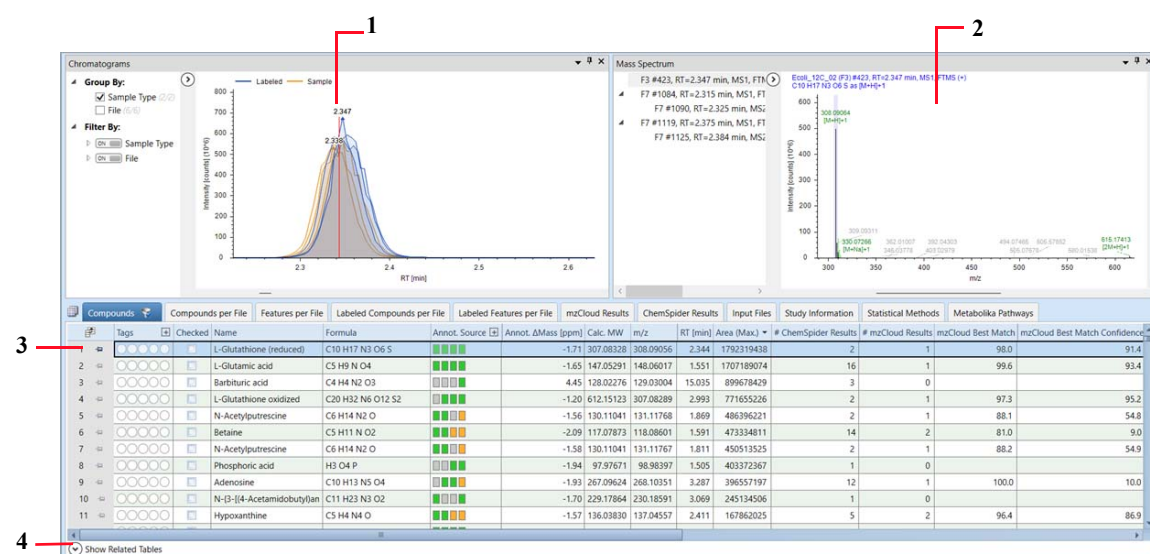 1
2
3
4
Chromatograms
Group By:
Sample Type (2/2)
File (6/6)
Filter By:
ON Sample Type
ON File
Labeled Sample
Intensity [counts] (10^6)
800
700
600
500
400
300
200
100
0
2.347
2.338
2.3 2.4 2.5 2.6
RT [min]
Mass Spectrum
F3 #423, RT=2.347 min, MS1, FTM
F7 #1084, RT=2.315 min, MS1, FT
F7 #1090, RT=2.325 min, MS2
F7 #1119, RT=2.375 min, MS1, FT
F7 #1125, RT=2.384 min, MS2
Ecoli_12C_02 (F3) #423, RT=2.347 min, MS1, FTMS (+)
C10 H17 N3 O6 S as [M+H]+1
Intensity [counts] (10^6)
600
500
400
300
200
100
0
308.09064
[M+H]+1
309.09311
330.07266
[M+Na]+1
615.17413
[2M+H]+1
300 350 400 450 500 550 600
m/z
Compounds Compounds per File Features per File Labeled Compounds per File Labeled Features per File mzCloud Results ChemSpider Results Input Files Study Information Statistical Methods Metabolika Pathways
Tags Checked Name Formula Annot. Source Annot. ΔMass [ppm] Calc. MW m/z RT [min] Area (Max.) # ChemSpider Results # mzCloud Results mzCloud Best Match mzCloud Best Match Confidence
1 L-Glutathione (reduced) C10 H17 N3 O6 S -1.71 307.08328 308.09056 2.344 1792319438 2 1 98.0 91.4
2 L-Glutamic acid C5 H9 N O4 -1.65 147.05291 148.06017 1.551 1707189074 16 1 99.6 93.4
3 Barbituric acid C4 H4 N2 O3 4.45 128.02276 129.03004 15.035 899678429 3 0
4 L-Glutathione oxidized C20 H32 N6 O12 S2 -1.20 612.15123 307.08289 2.993 771655226 2 1 97.3 95.2
5 N-Acetylputrescine C6 H14 N2 O -1.56 130.11041 131.11768 1.869 486396221 2 1 88.1 54.8
6 Betaine C5 H11 N O2 -2.09 117.07873 118.08601 1.591 473334811 14 2 81.0 9.0
7 N-Acetylputrescine C6 H14 N2 O -1.58 130.11041 131.11767 1.811 450513525 2 1 88.2 54.9
8 Phosphoric acid H3 O4 P -1.94 97.97671 98.98397 1.505 403372367 1 0
9 Adenosine C10 H13 N5 O4 -1.93 267.09624 268.10351 3.287 396557197 12 1 100.0 10.0
10 N-{3-[(4-Acetamidobutyl)an C11 H23 N3 O2 -1.70 229.17864 230.18591 3.069 245134506 1 0
11 Hypoxanthine C5 H4 N4 O -1.57 136.03830 137.04557 2.411 167862025 5 2 96.4 86.9
Show Related Tables